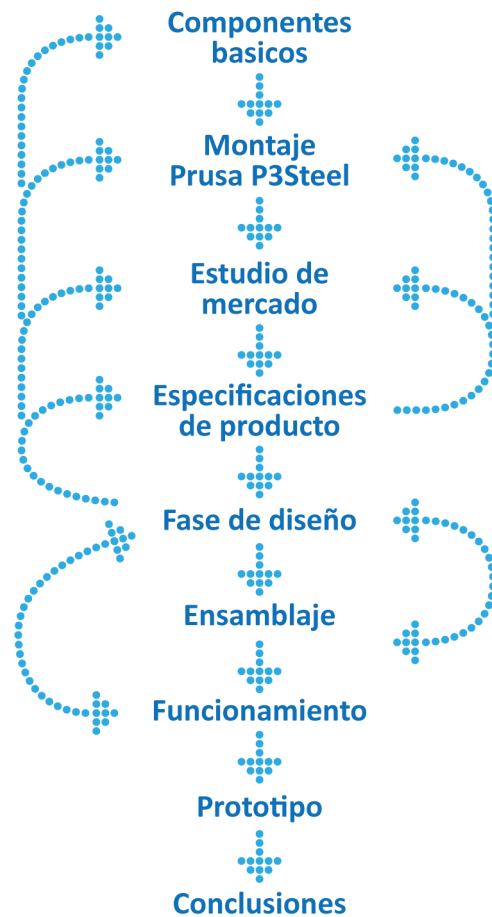 Componentes
basicos
Montaje
Prusa P3Steel
Estudio de
mercado
Especificaciones
de producto
Fase de diseño
Ensamblaje
Funcionamiento
Prototipo
Conclusiones